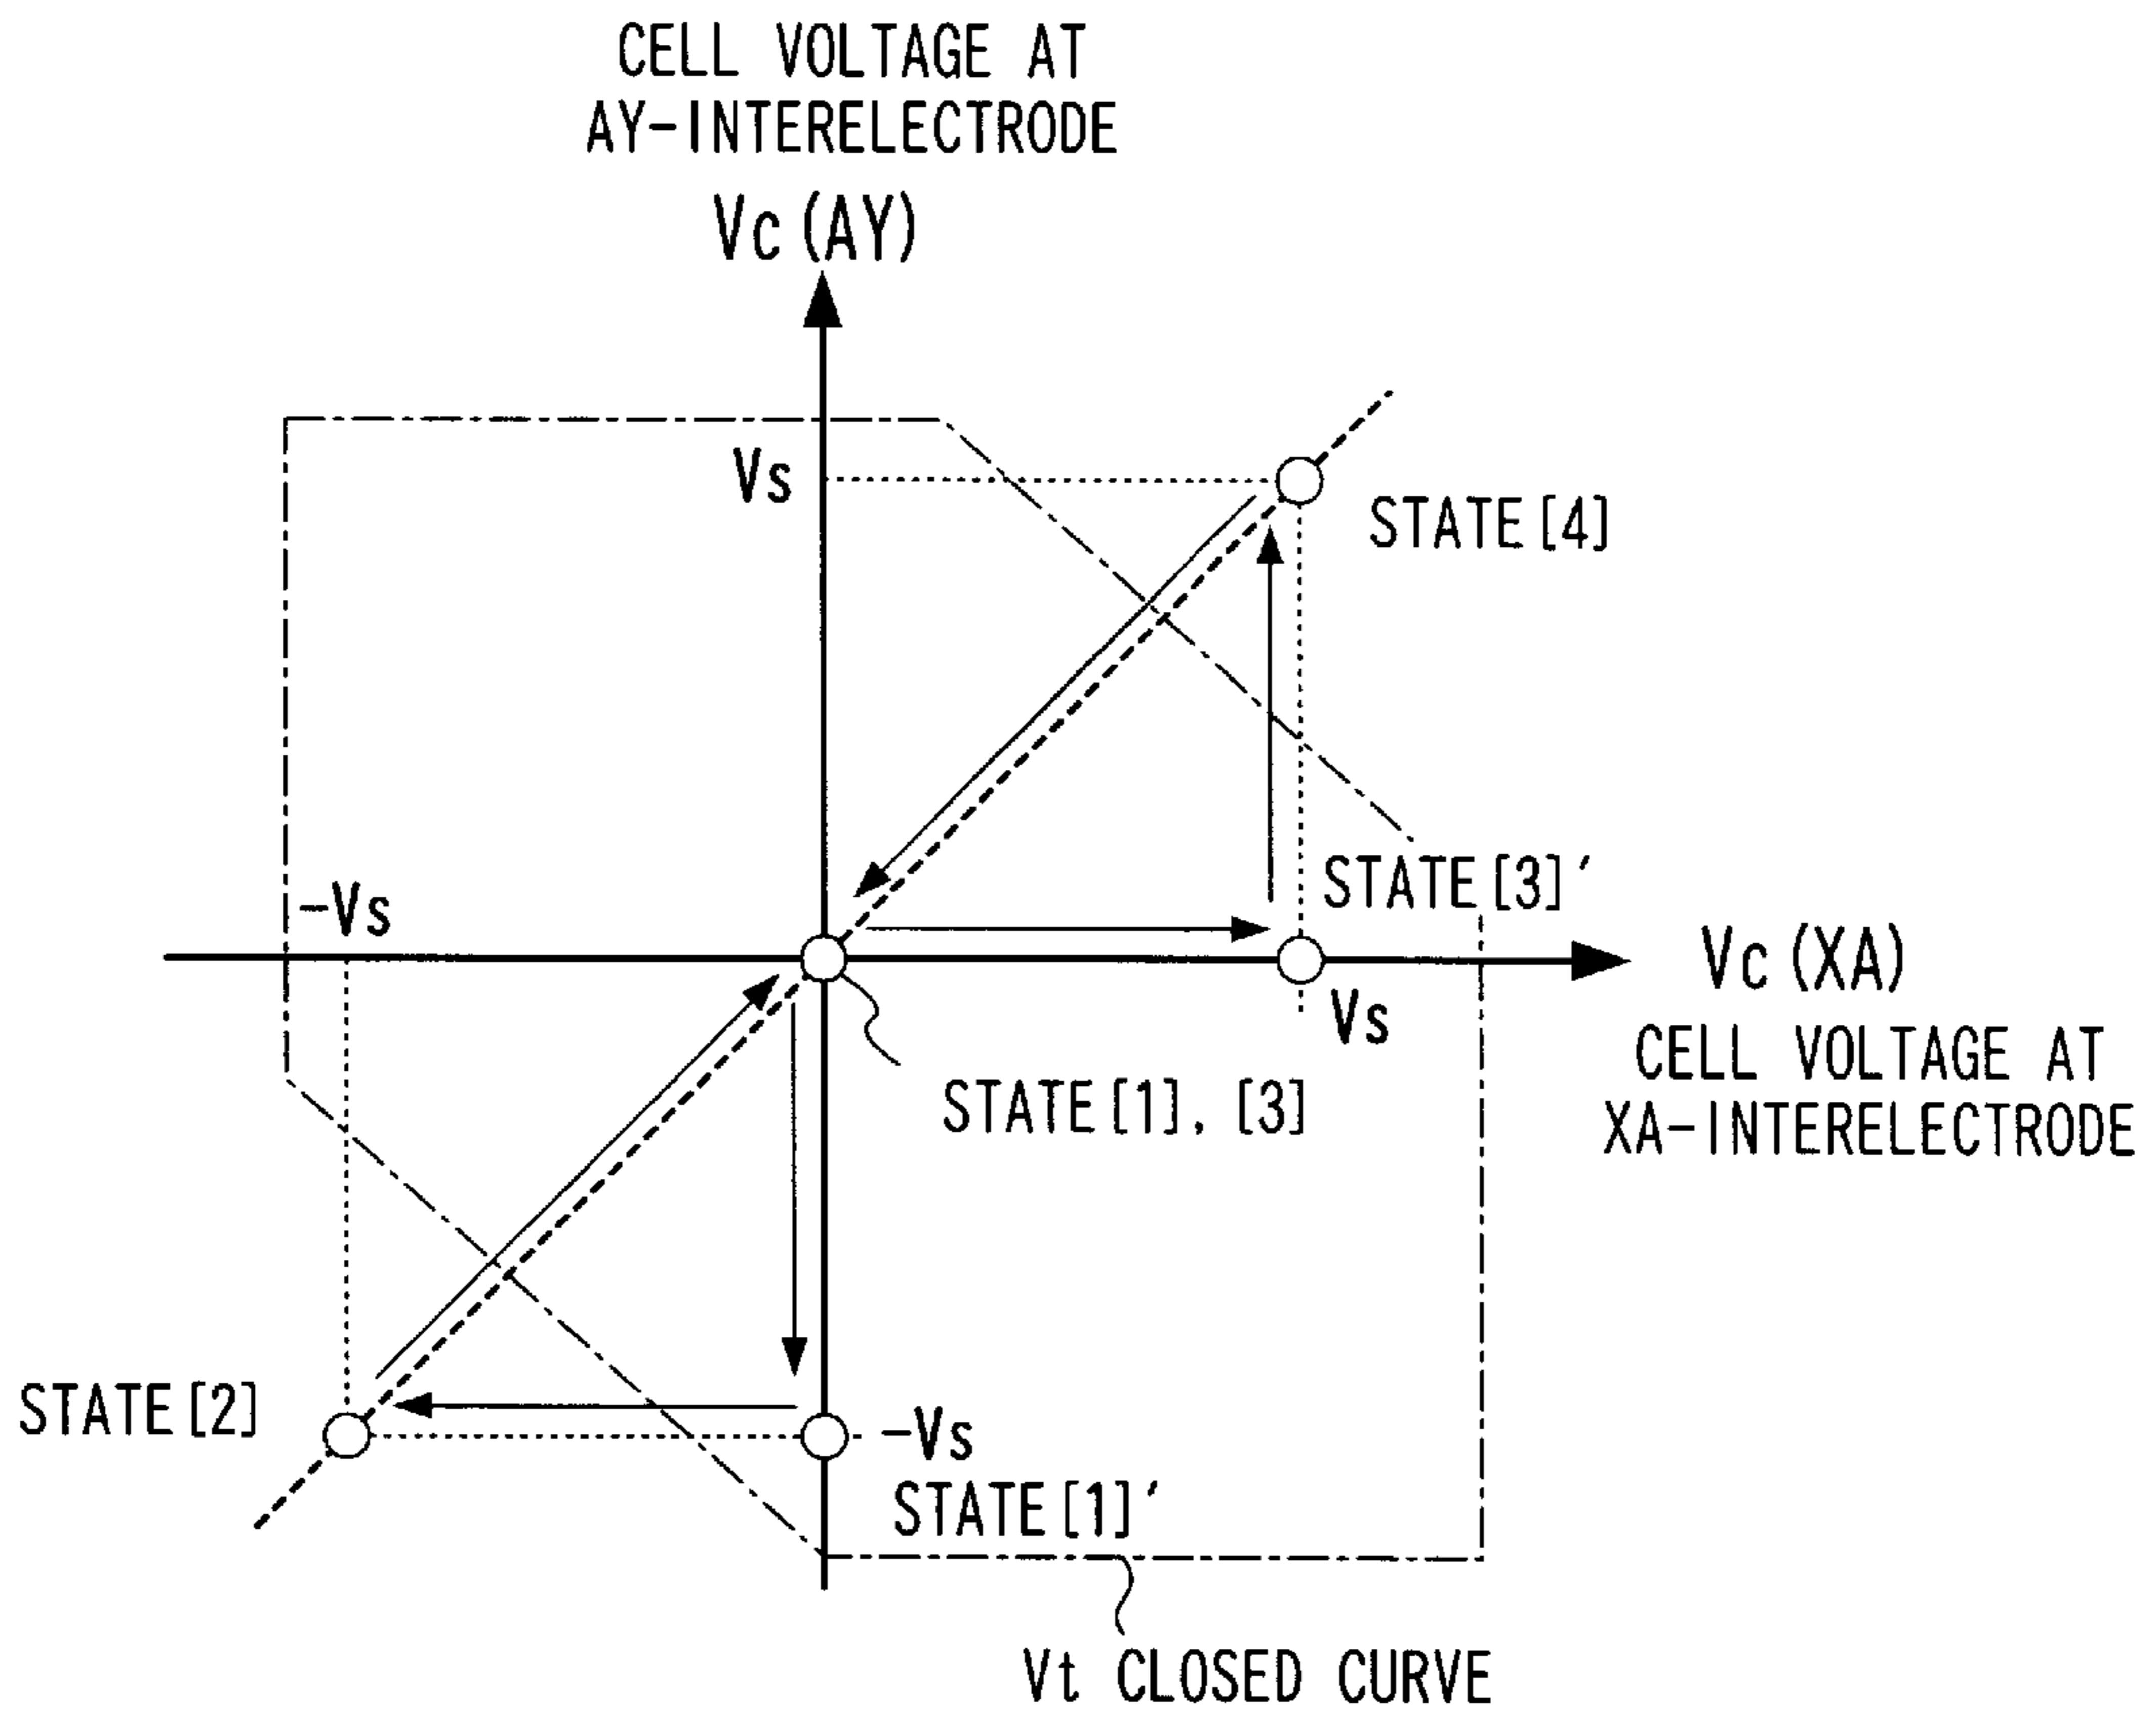 CELL VOLTAGE AT
AY-INTERELECTRODE
Vc (AY)
Vs
STATE [4]
STATE [3]'
-Vs
Vc (XA)
Vs
CELL VOLTAGE AT
XA-INTERELECTRODE
STATE [1], [3]
STATE [2]
-Vs
STATE [1]'
Vt CLOSED CURVE